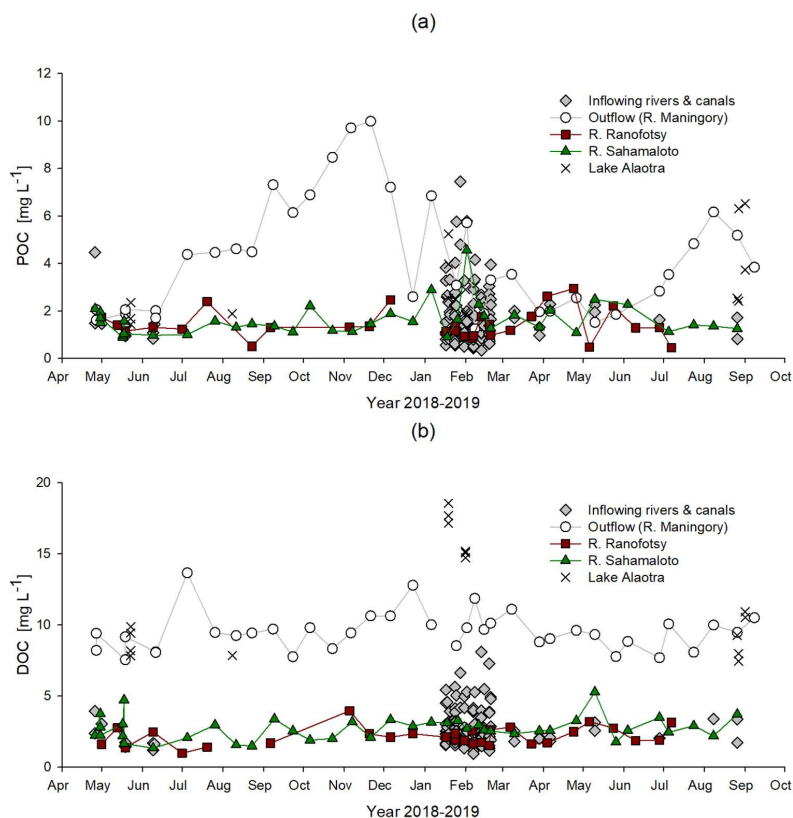 (a)
12
10
8
6
4
2
0
POC [mg L⁻¹]
Inflowing rivers & canals
Outflow (R. Maningory)
R. Ranofotsy
R. Sahamaloto
Lake Alaotra
Apr May Jun Jul Aug Sep Oct Nov Dec Jan Feb Mar Apr May Jun Jul Aug Sep Oct
Year 2018-2019
(b)
20
15
10
5
0
DOC [mg L⁻¹]
Inflowing rivers & canals
Outflow (R. Maningory)
R. Ranofotsy
R. Sahamaloto
Lake Alaotra
Apr May Jun Jul Aug Sep Oct Nov Dec Jan Feb Mar Apr May Jun Jul Aug Sep Oct
Year 2018-2019